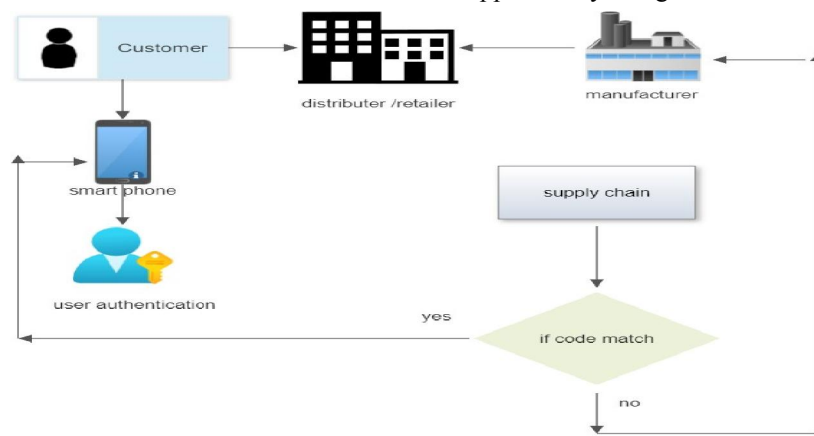 Customer
distributer /retailer
manufacturer
smart phone
supply chain
user authentication
yes
if code match
no